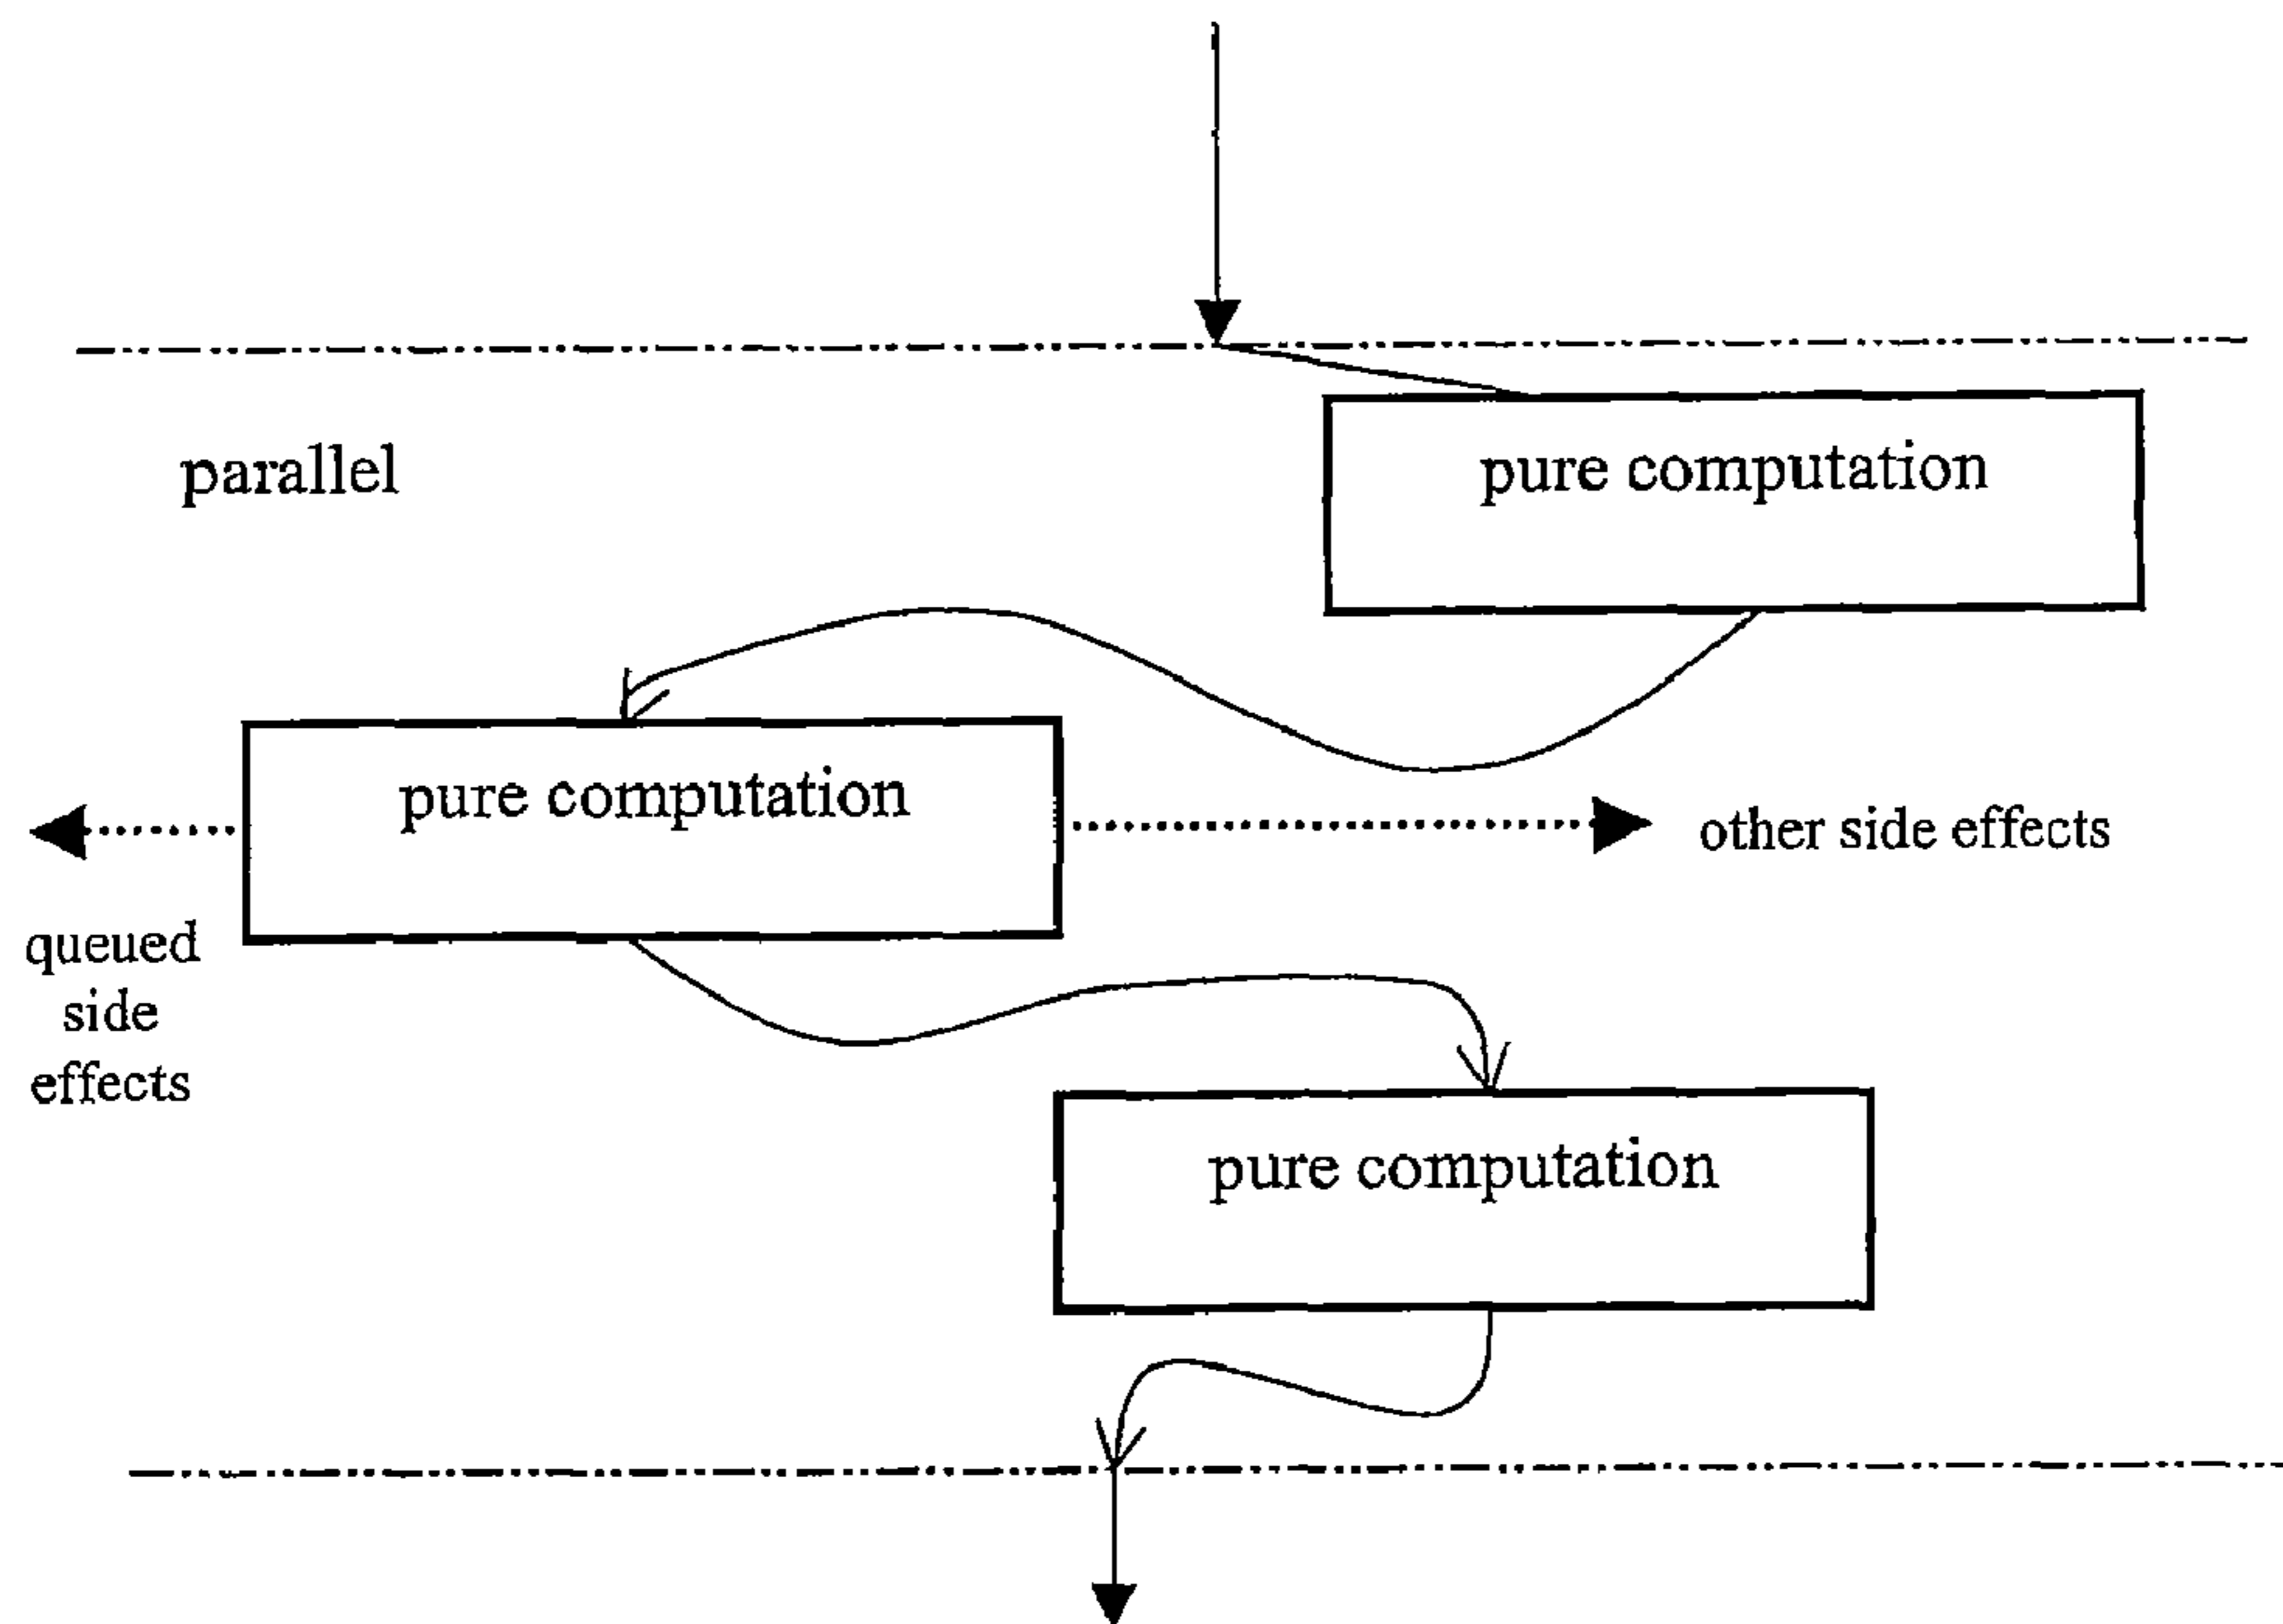 parallel
pure computation
pure computation
other side effects
queued
side
effects
pure computation